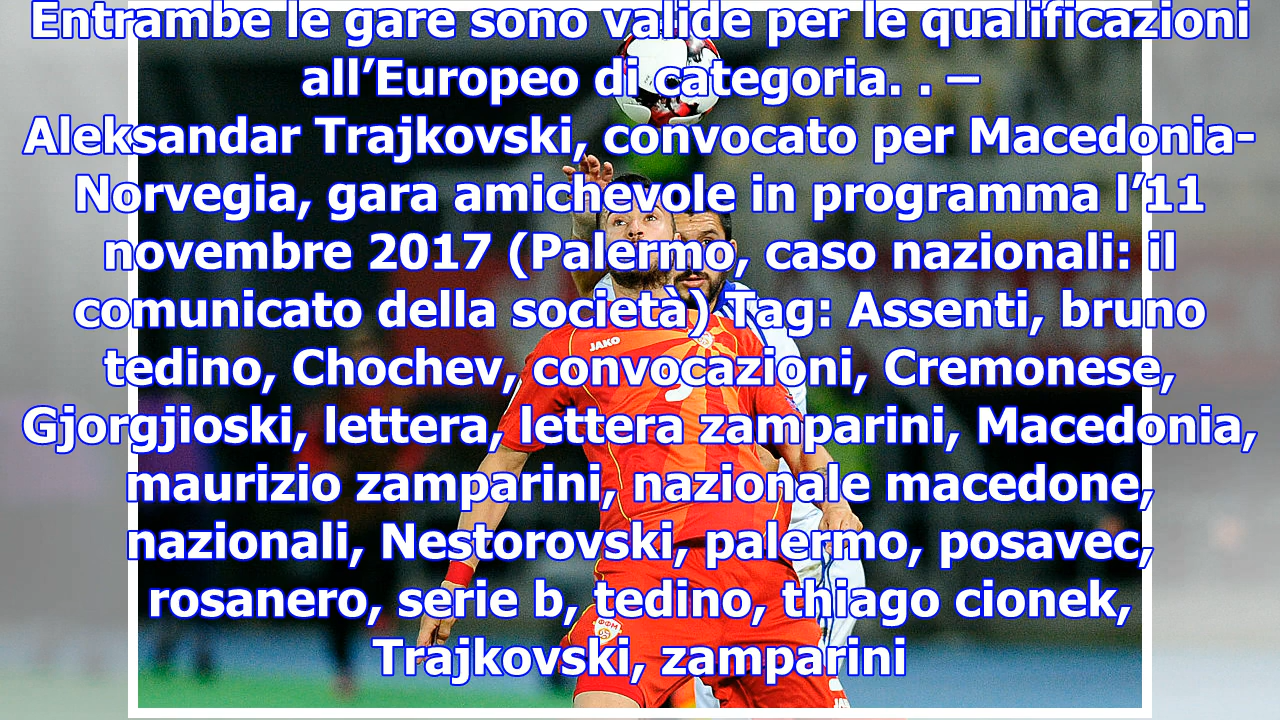 Entrambe le gare sono valide per le qualificazioni
all’Europeo di categoria. . –
Aleksandar Trajkovski, convocato per Macedonia-
Norvegia, gara amichevole in programma l’11
novembre 2017 (Palermo, caso nazionali: il
comunicato della società) Tag: Assenti, bruno
tedino, Chochev, convocazioni, Cremonese,
Gjorgjioski, lettera, lettera zamparini, Macedonia,
maurizio zamparini, nazionale macedone,
nazionali, Nestorovski, palermo, posavec,
rosanero, serie b, tedino, thiago cionek,
Trajkovski, zamparini
JAKO
ФФМ